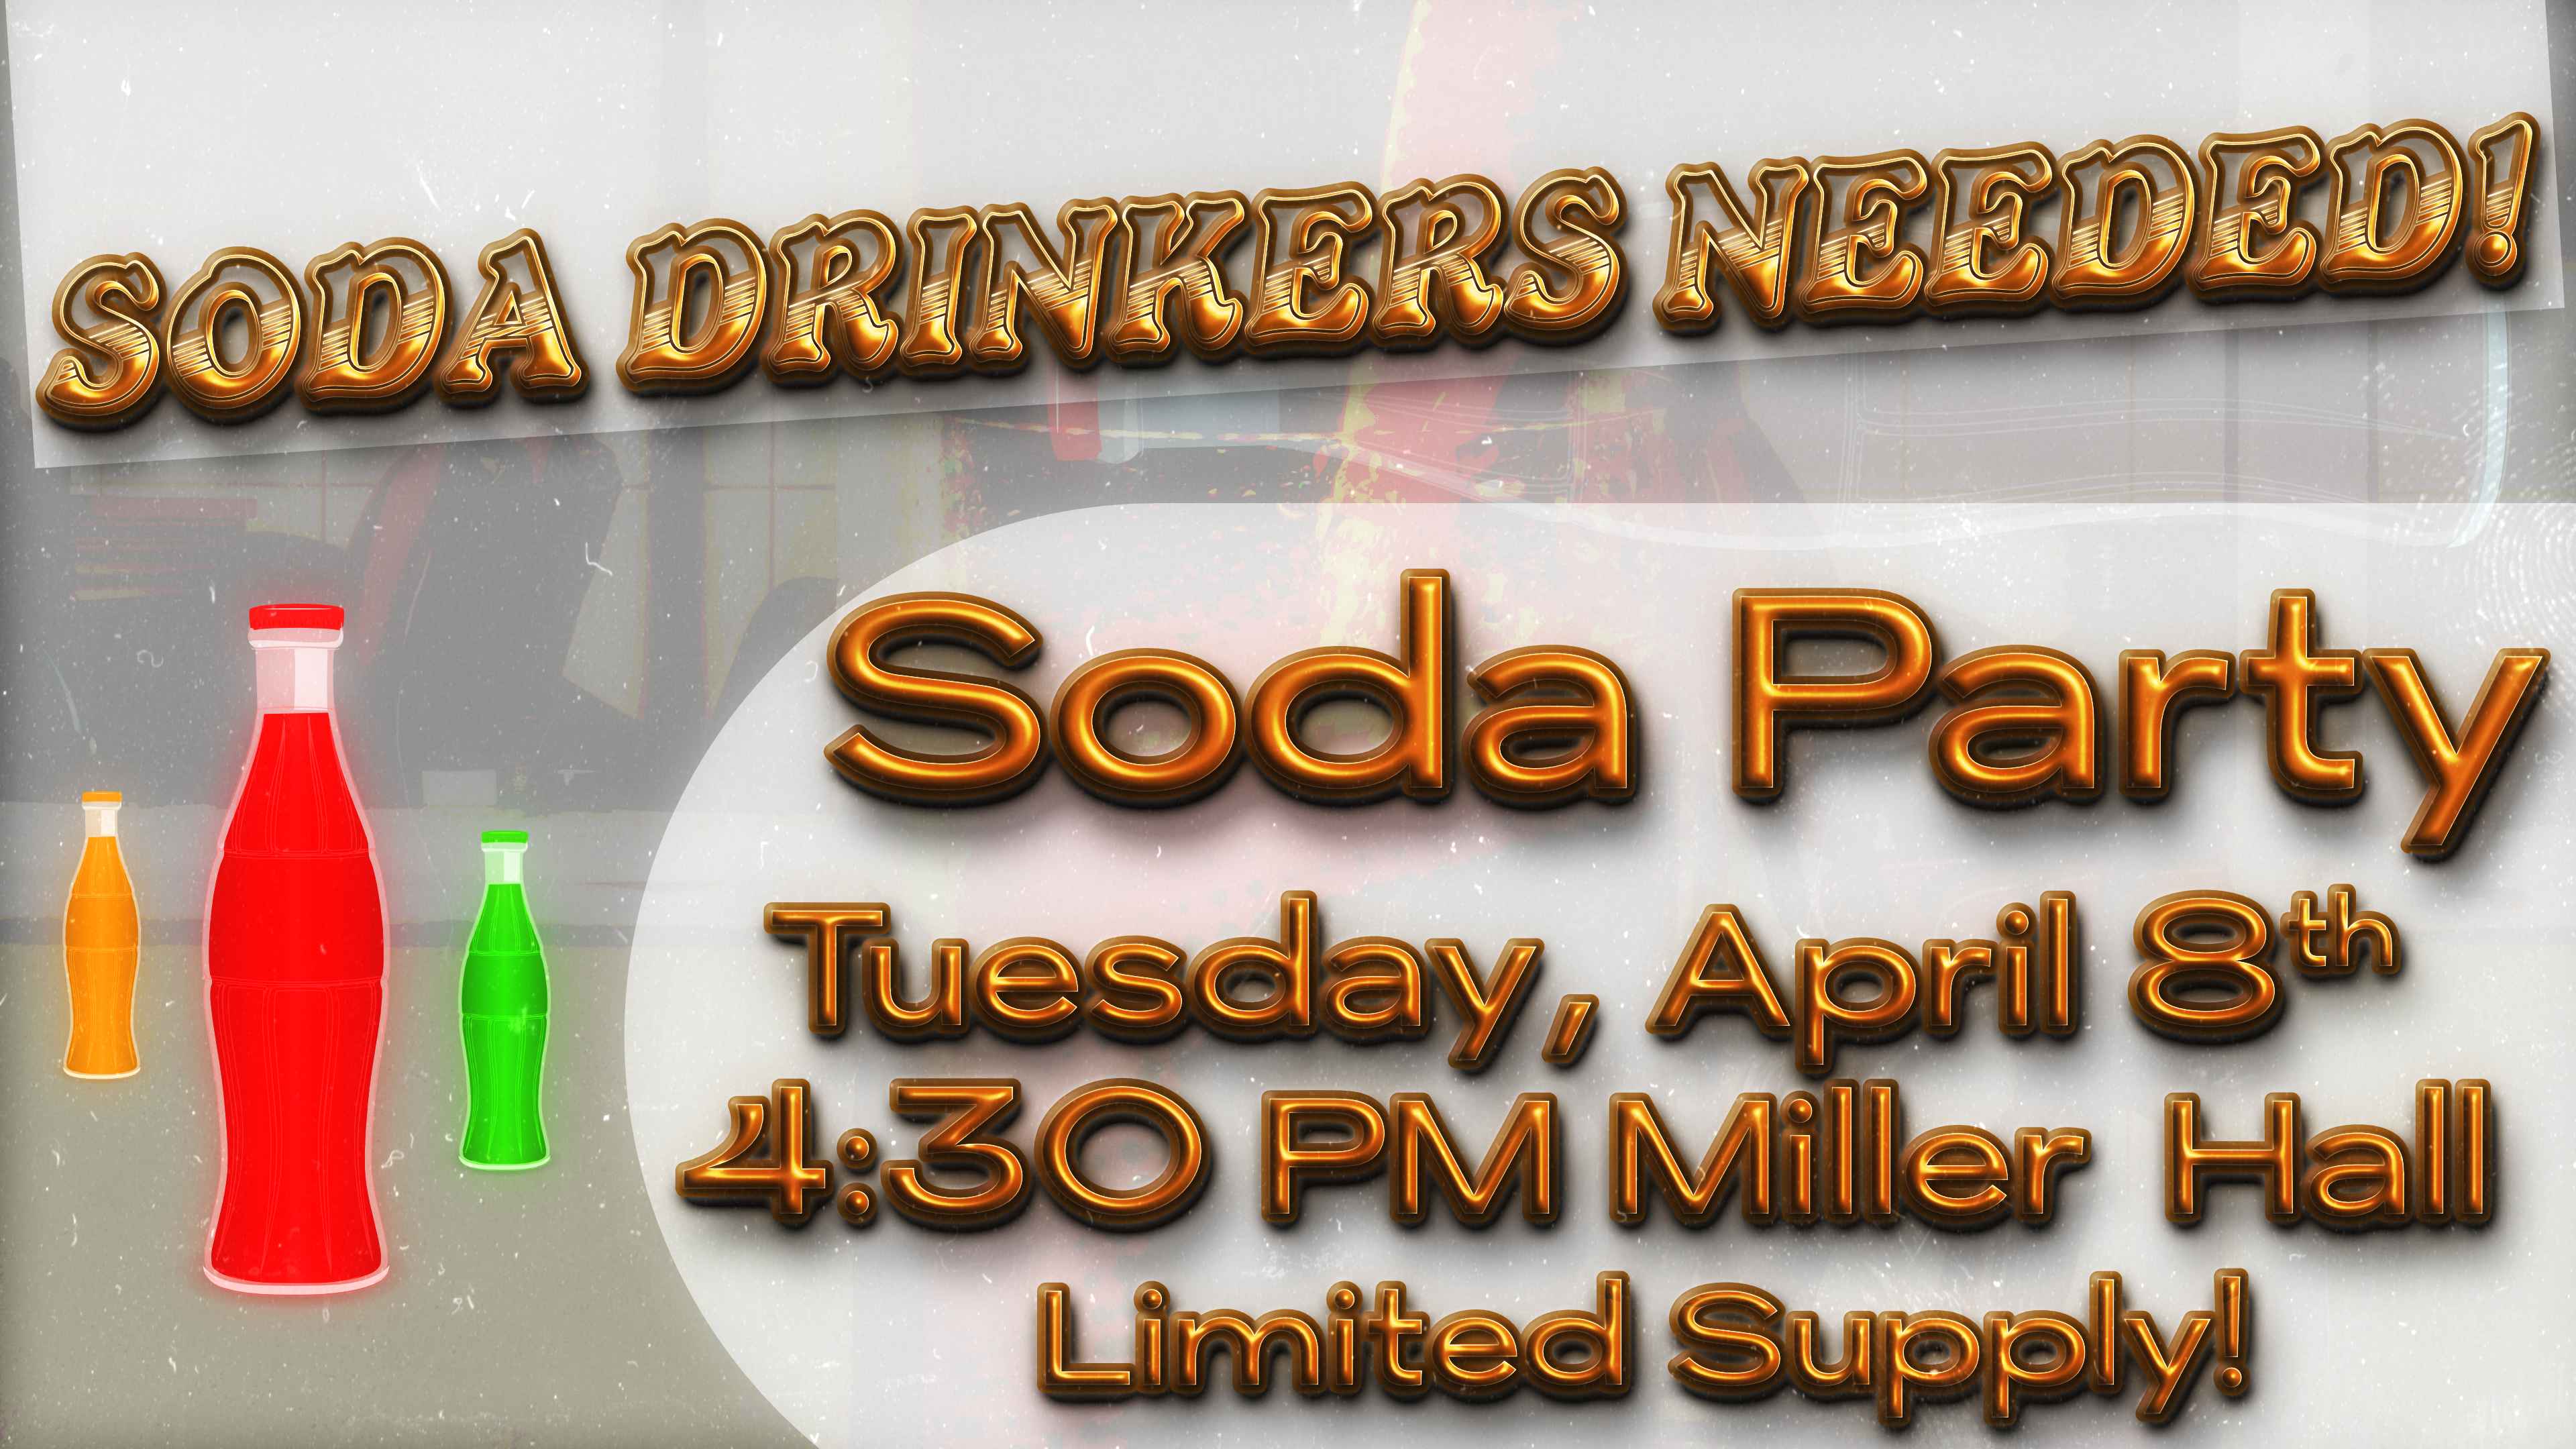 SODA DRINKERS NEEDED!
Soda Party
Tuesday, April 8th
4:30 PM Miller Hall
Limited Supply!